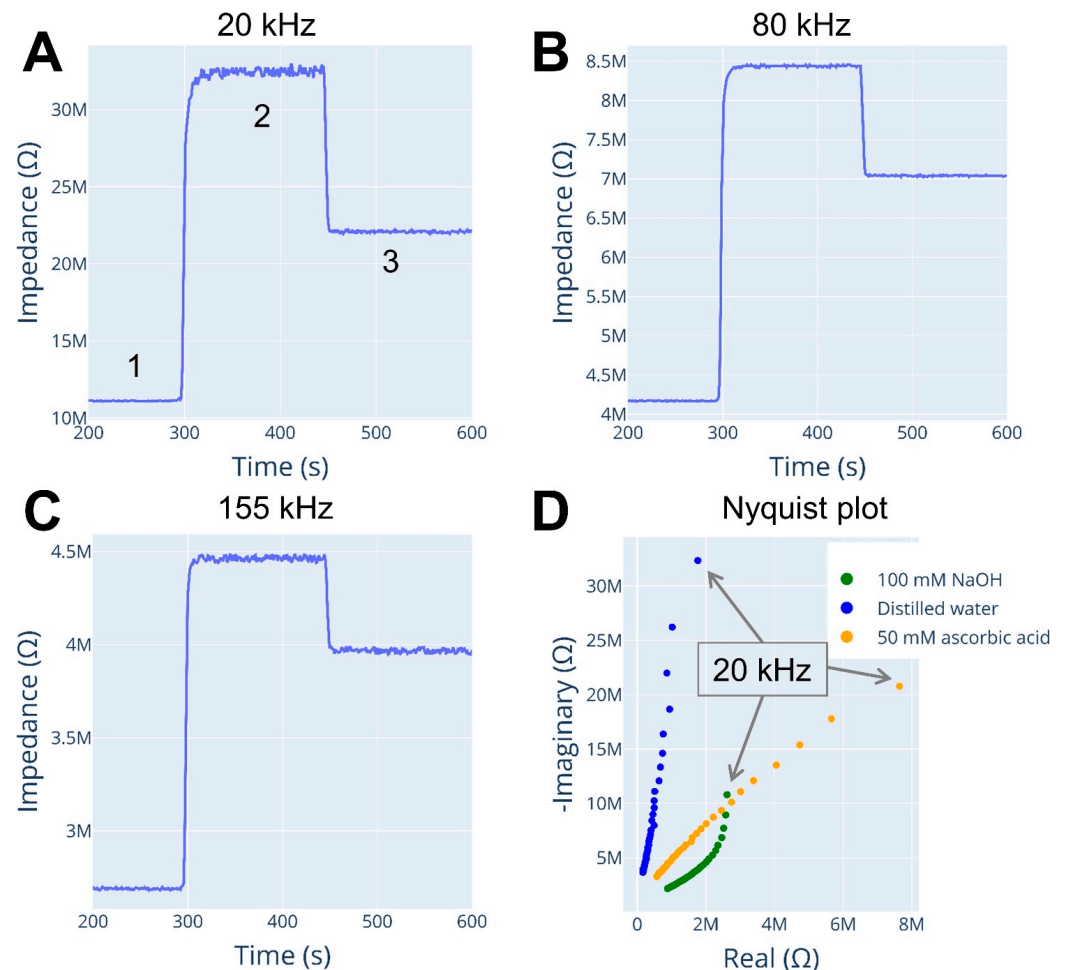 A
20 kHz
30M
25M
20M
15M
10M
Impedance (Ω)
1
2
3
200
300
400
500
600
Time (s)
B
80 kHz
8.5M
8M
7.5M
7M
6.5M
6M
5.5M
5M
4.5M
4M
Impedance (Ω)
200
300
400
500
600
Time (s)
C
155 kHz
4.5M
4M
3.5M
3M
Impedance (Ω)
200
300
400
500
600
Time (s)
D
Nyquist plot
30M
25M
20M
15M
10M
5M
-Imaginary (Ω)
100 mM NaOH
Distilled water
50 mM ascorbic acid
20 kHz
0
2M
4M
6M
8M
Real (Ω)